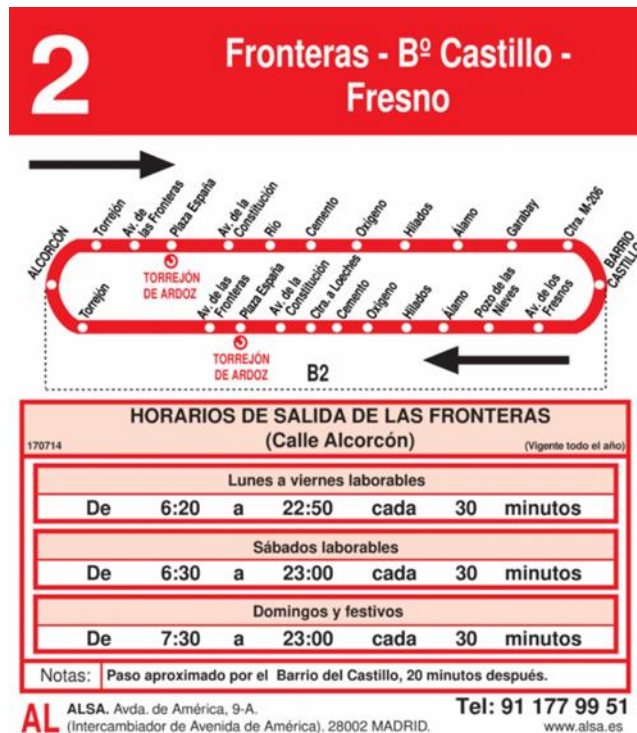 2
Fronteras - Bº Castillo -
Fresno
ALCORCÓN
Torrejón
Av. de
las Fronteras
Plaza España
TORREJÓN
DE ARDOZ
Av. de la
Constitución
Río
Cemento
Oxígeno
Hilados
Álamo
Garabay
Ctra. M-206
BARRIO
CASTILLO
Torrejón
Av. de las
Fronteras
Plaza España
TORREJÓN
DE ARDOZ
Av. de la
Constitución
Ctra. a Loeches
Cemento
Oxígeno
Hilados
Álamo
Pozo de las
Nieves
Av. de los
Fresnos
B2
HORARIOS DE SALIDA DE LAS FRONTERAS
170714 (Calle Alcorcón) (Vigente todo el año)
Lunes a viernes laborables
De 6:20 a 22:50 cada 30 minutos
Sábados laborables
De 6:30 a 23:00 cada 30 minutos
Domingos y festivos
De 7:30 a 23:00 cada 30 minutos
Notas: Paso aproximado por el Barrio del Castillo, 20 minutos después.
AL ALSA. Avda. de América, 9-A. Tel: 91 177 99 51
(Intercambiador de Avenida de América). 28002 MADRID. www.alsa.es